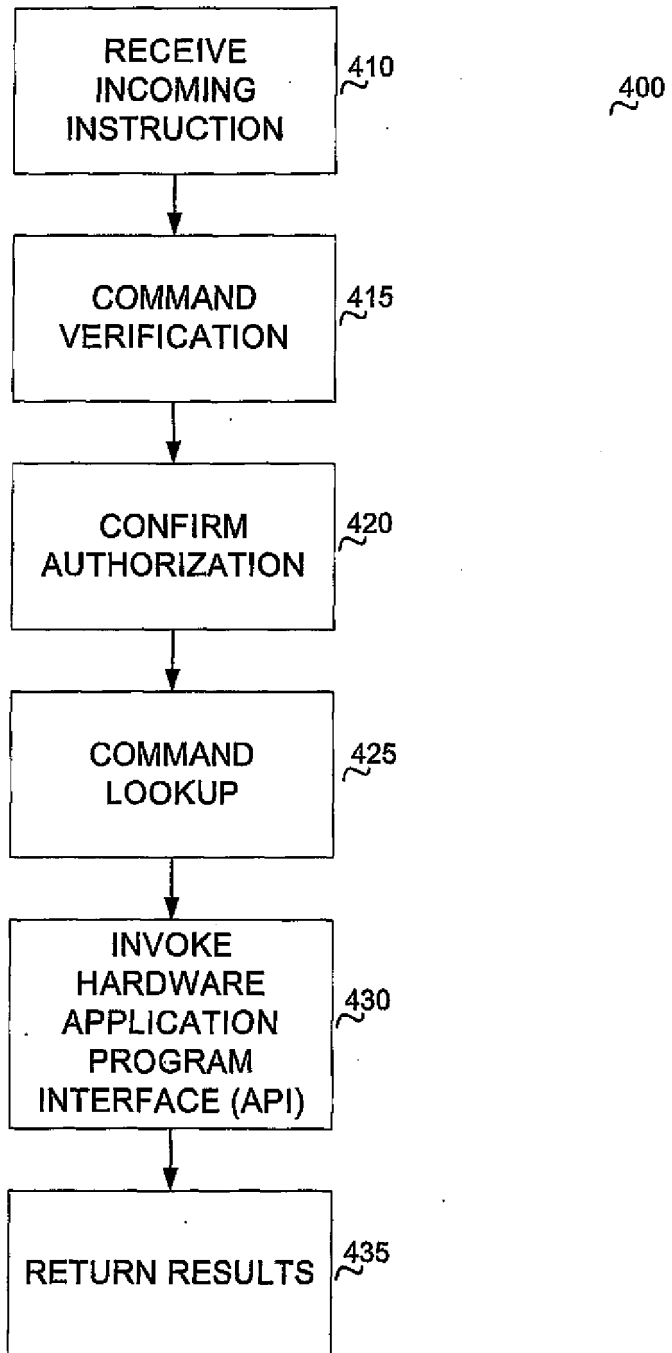 RECEIVE
INCOMING
INSTRUCTION
410
400
COMMAND
VERIFICATION
415
CONFIRM
AUTHORIZATION
420
COMMAND
LOOKUP
425
INVOKE
HARDWARE
APPLICATION
PROGRAM
INTERFACE (API)
430
RETURN RESULTS
435